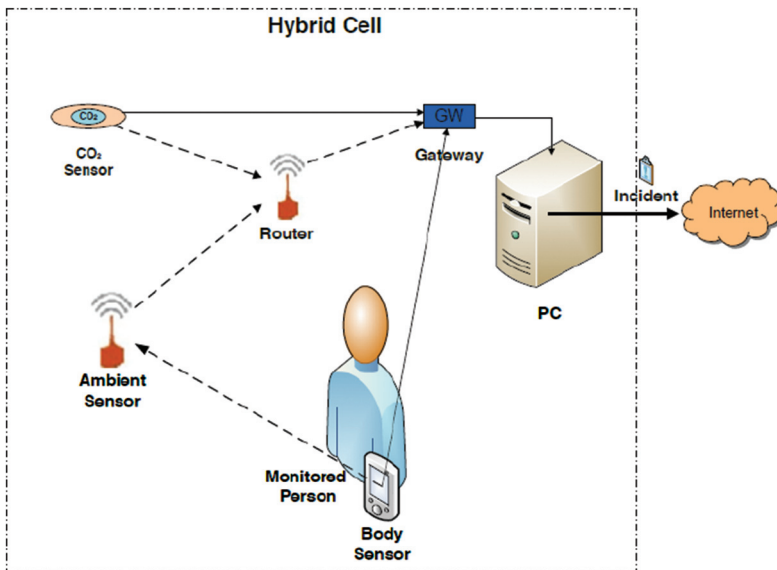 Hybrid Cell
CO₂
CO₂
Sensor
GW
Gateway
Router
Incident
Internet
PC
Ambient
Sensor
Monitored
Person
Body
Sensor